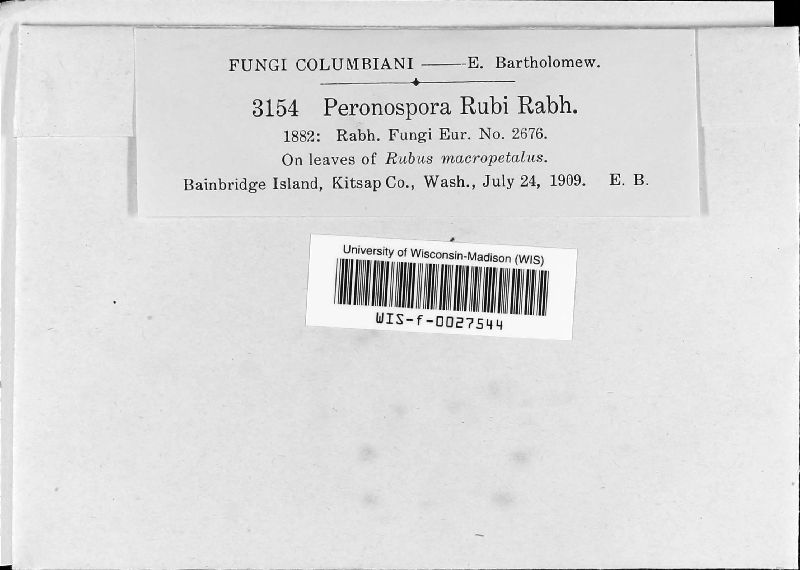 FUNGI COLUMBIANI ——— E. Bartholomew.
3154 Peronospora Rubi Rabh.
1882: Rabh. Fungi Eur. No. 2676.
On leaves of Rubus macropetalus.
Bainbridge Island, Kitsap Co., Wash., July 24, 1909. E. B.
University of Wisconsin-Madison (WIS)
WIS-f-0027544